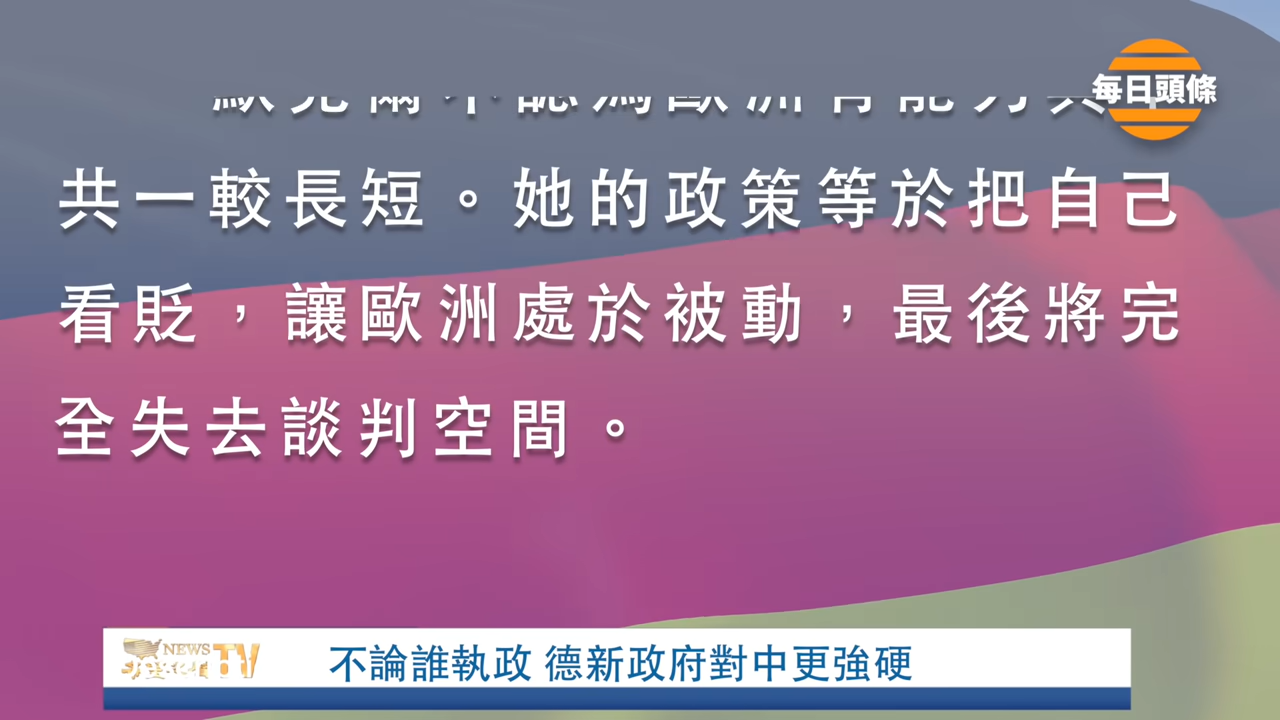 每日頭條
共一較長短。她的政策等於把自己
看貶，讓歐洲處於被動，最後將完
全失去談判空間。
NEWS
TV
不論誰執政 德新政府對中更強硬